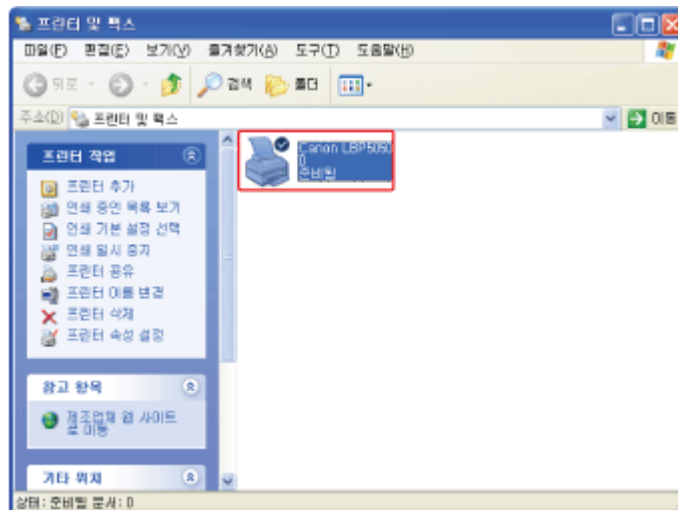 프린터 및 팩스
파일(F) 편집(E) 보기(V) 즐겨찾기(A) 도구(T) 도움말(H)
뒤로 검색 폴더
주소(D) 프린터 및 팩스 이동
프린터 작업
프린터 추가
인쇄 중인 목록 보기
인쇄 기본 설정 선택
인쇄 일시 중지
프린터 공유
프린터 이름 변경
프린터 삭제
프린터 속성 설정
참고 항목
제조업체 웹 사이트
로 이동
기타 위치
Canon LBP5050
0
준비됨
상태: 준비됨 문서: 0